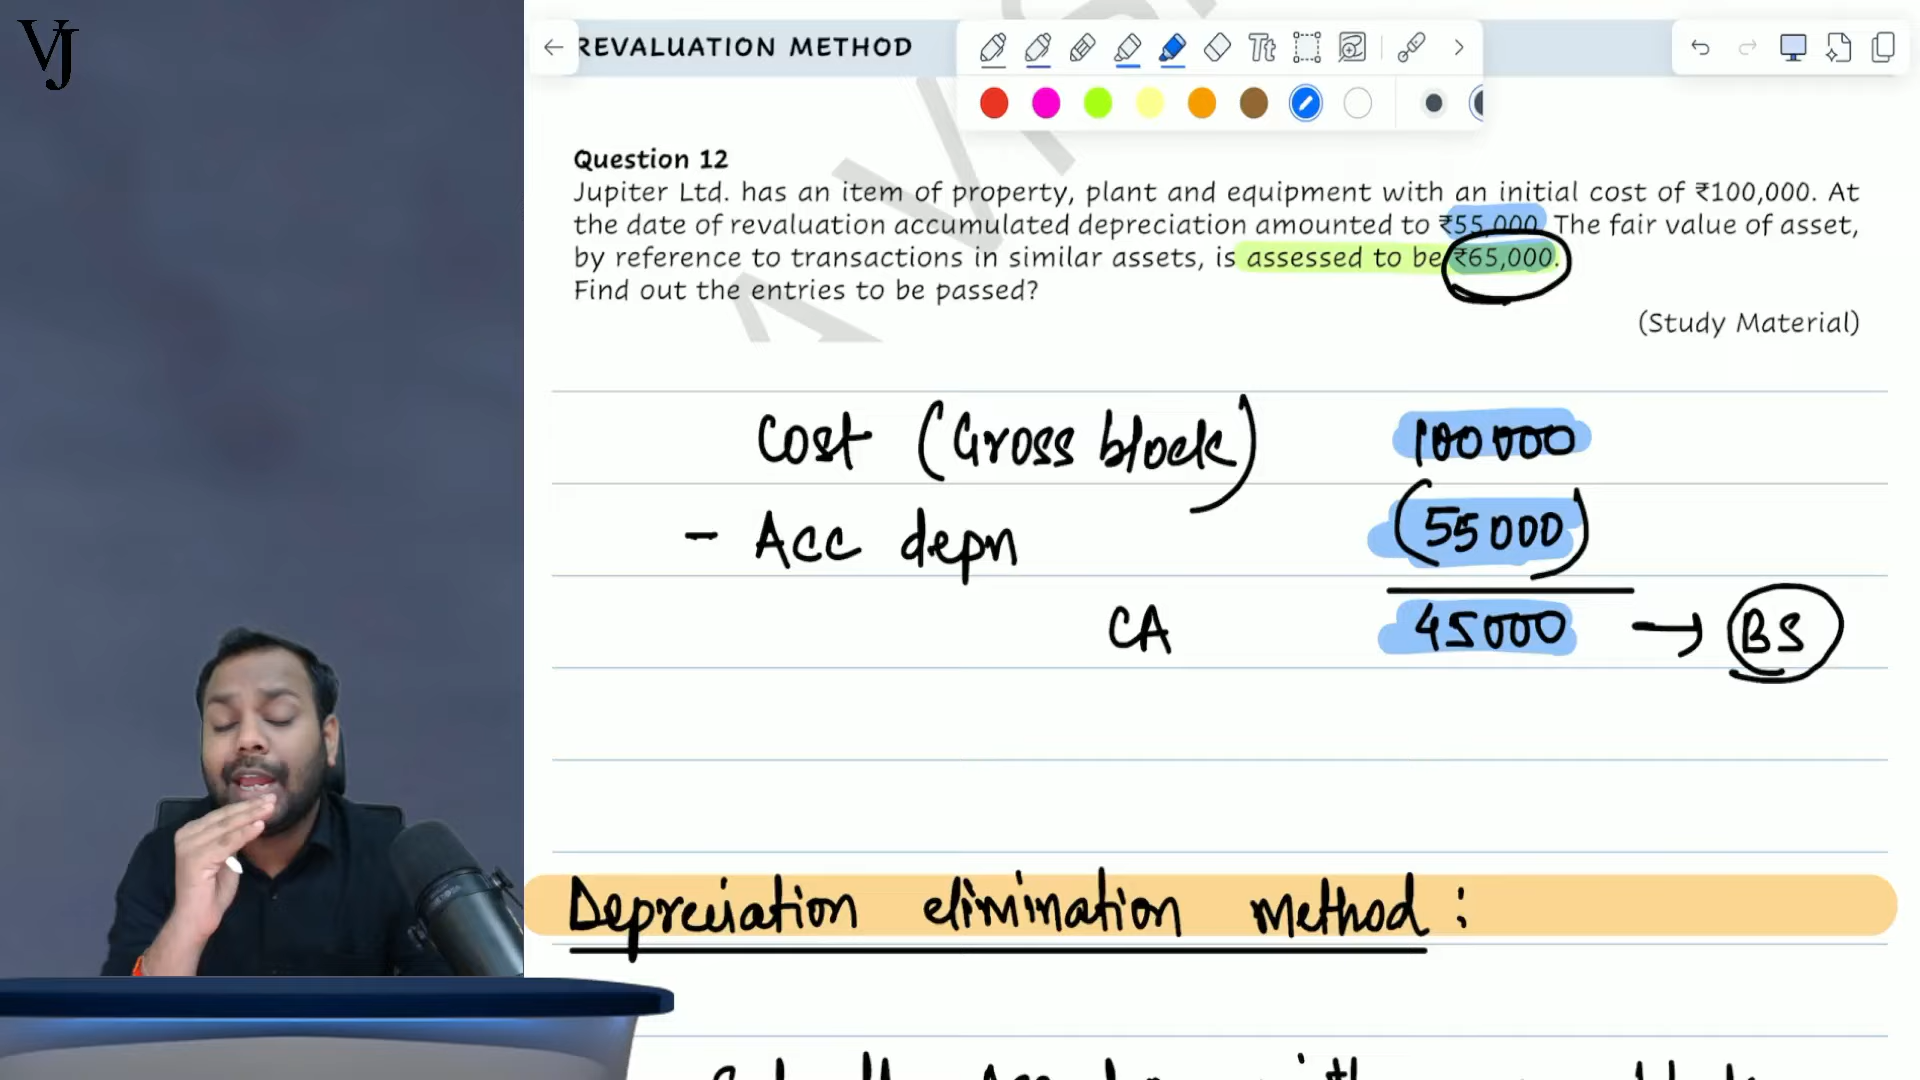 VJ
REVALUATION METHOD
Tt
Question 12
Jupiter Ltd. has an item of property, plant and equipment with an initial cost of ₹100,000. At
the date of revaluation accumulated depreciation amounted to ₹55,000. The fair value of asset,
by reference to transactions in similar assets, is assessed to be ₹65,000.
Find out the entries to be passed?
(Study Material)
Cost (Gross block) 100000
- Acc depn (55000)
CA 45000 → BS
Depreciation elimination method :